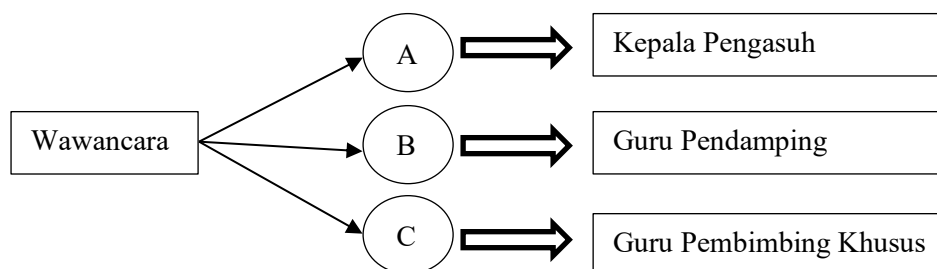 A
Kepala Pengasuh
Wawancara
B
Guru Pendamping
C
Guru Pembimbing Khusus